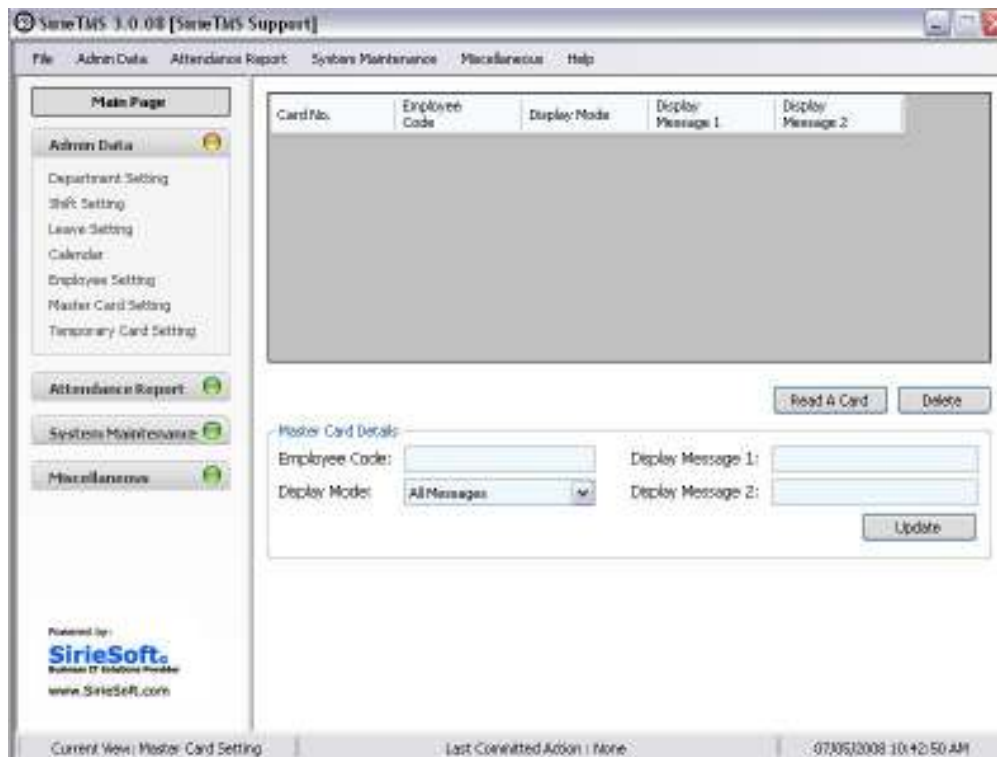 SirieTMS 3.0.08 [SirieTMS Support]
File Admin Data Attendance Report System Maintenance Miscellaneous Help
Main Page
Admin Data
Department Setting
Shift Setting
Leave Setting
Calendar
Employee Setting
Master Card Setting
Temporary Card Setting
Attendance Report
System Maintenance
Miscellaneous
Powered by:
SirieSoft
Business IT Solutions Provider
www.SirieSoft.com
Card No. Employee Code Display Mode Display Message 1 Display Message 2
Read A Card Delete
Master Card Details
Employee Code: Display Message 1:
Display Mode: All Messages Display Message 2:
Update
Current View: Master Card Setting Last Committed Action : None 07/05/2008 10:42:50 AM